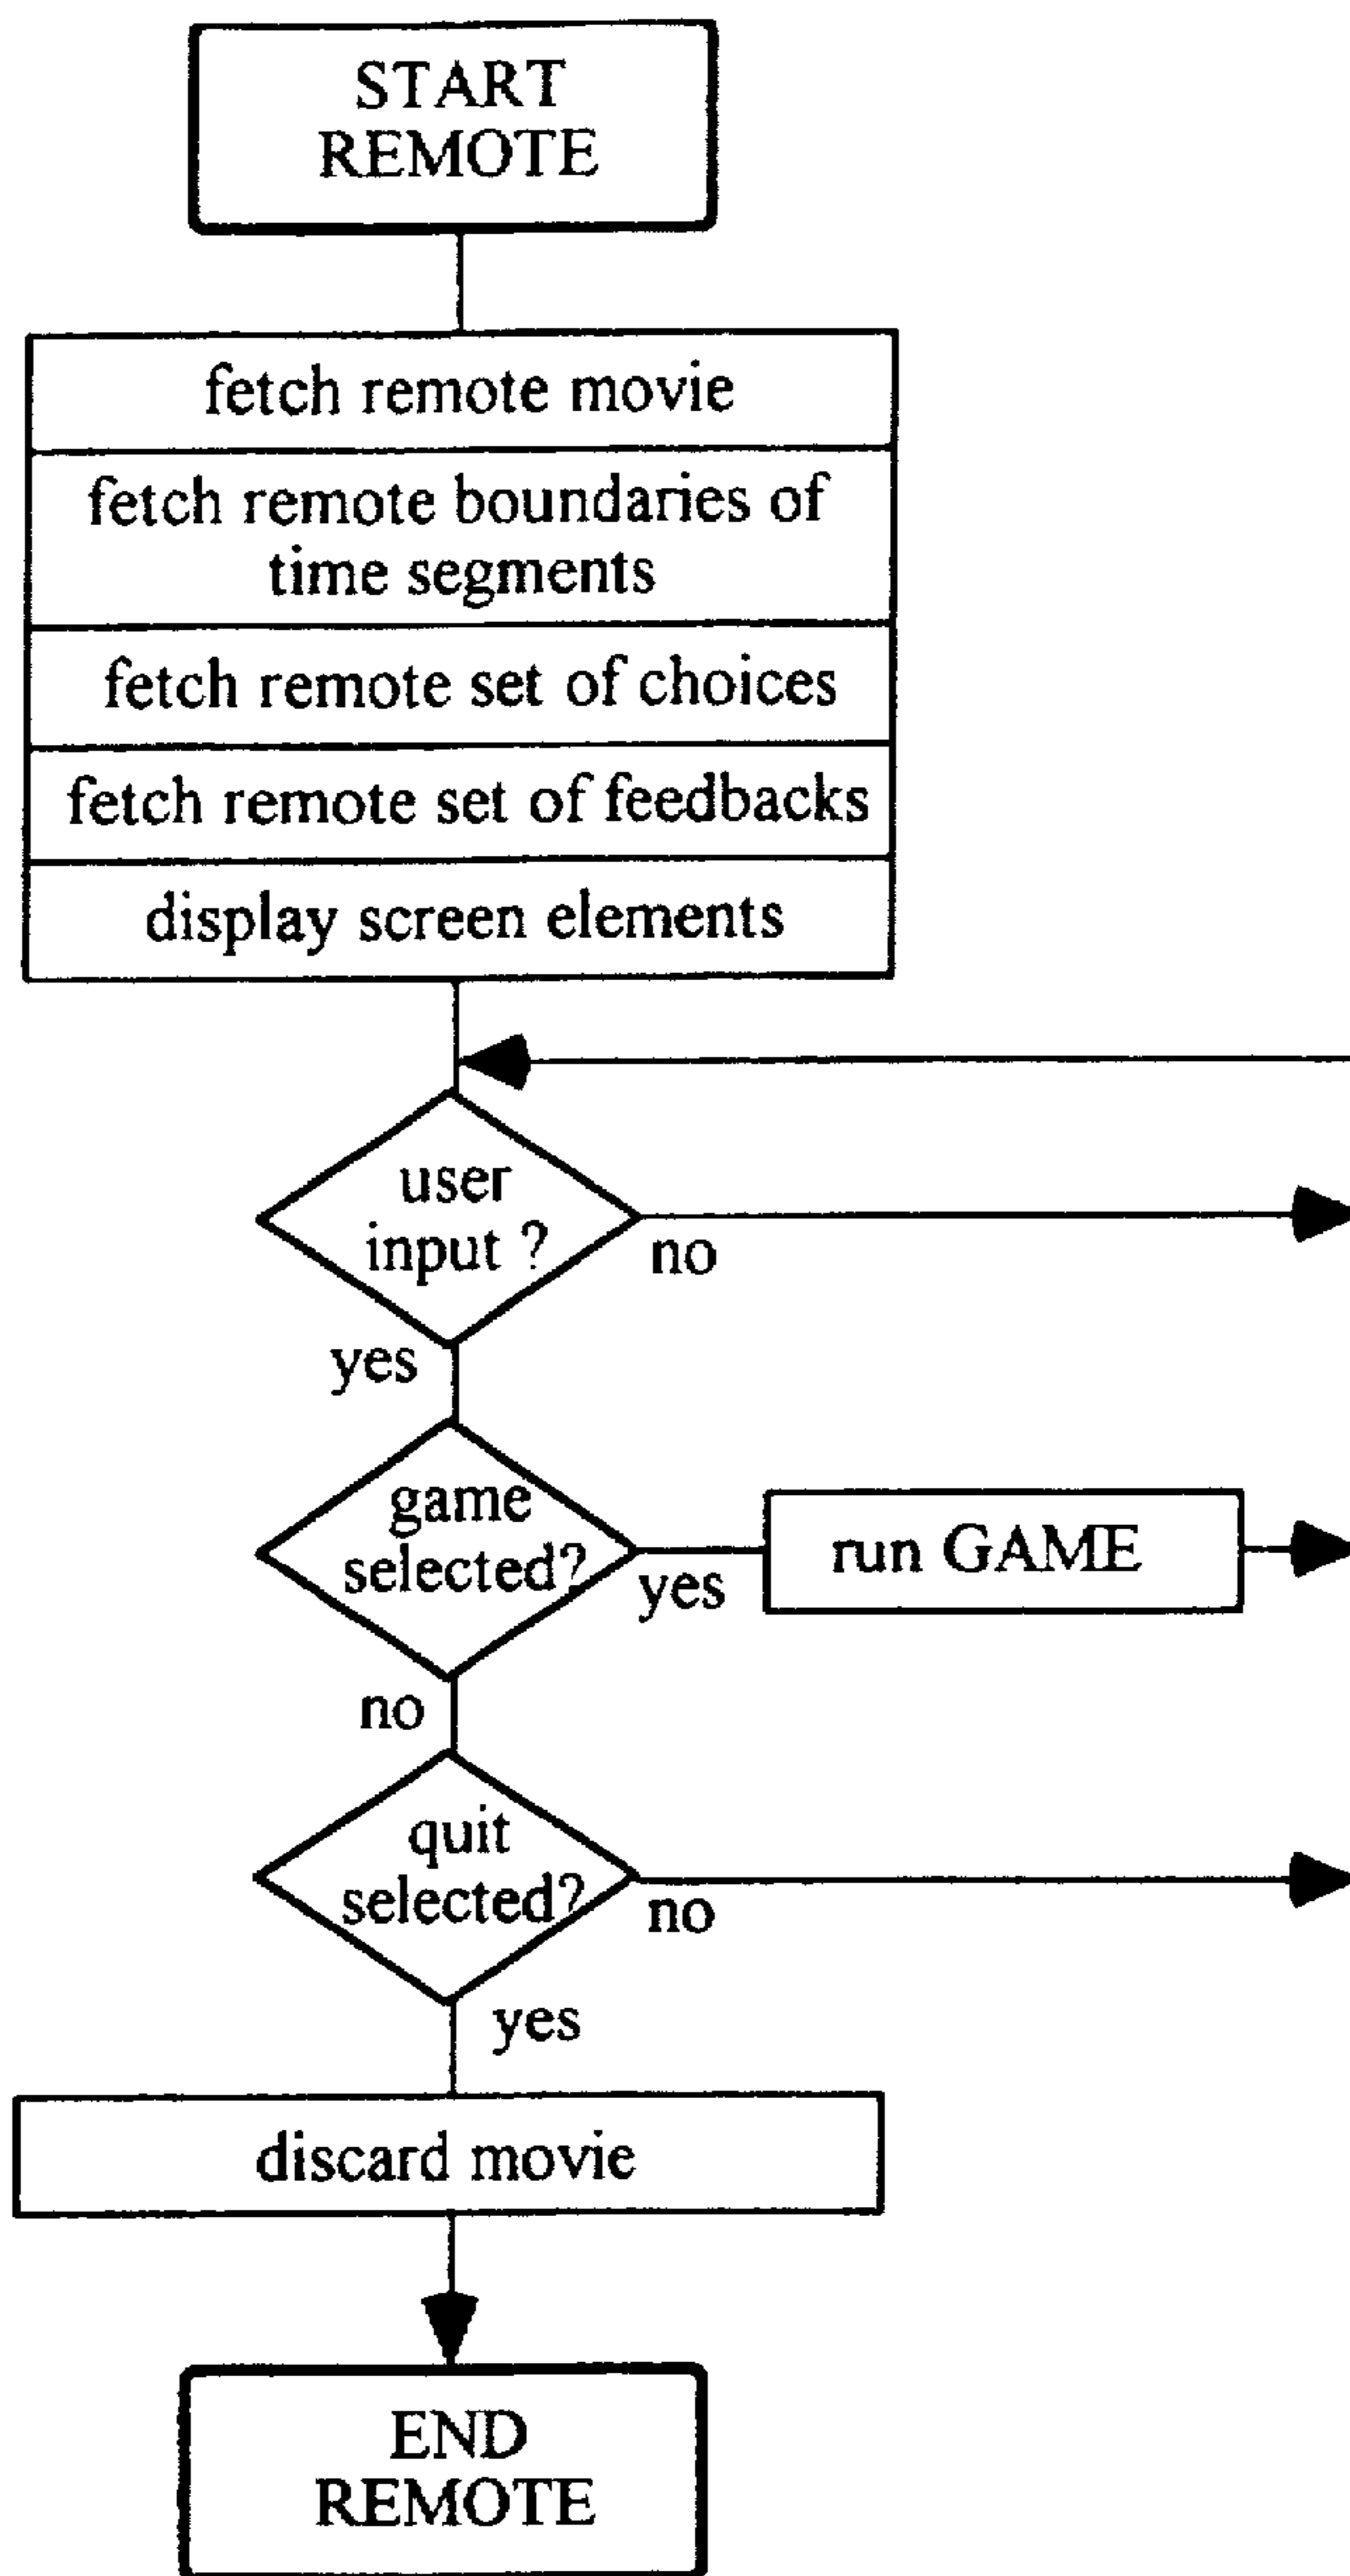 START
REMOTE
fetch remote movie
fetch remote boundaries of
time segments
fetch remote set of choices
fetch remote set of feedbacks
display screen elements
user
input ?
no
yes
game
selected?
yes
run GAME
no
quit
selected?
no
yes
discard movie
END
REMOTE